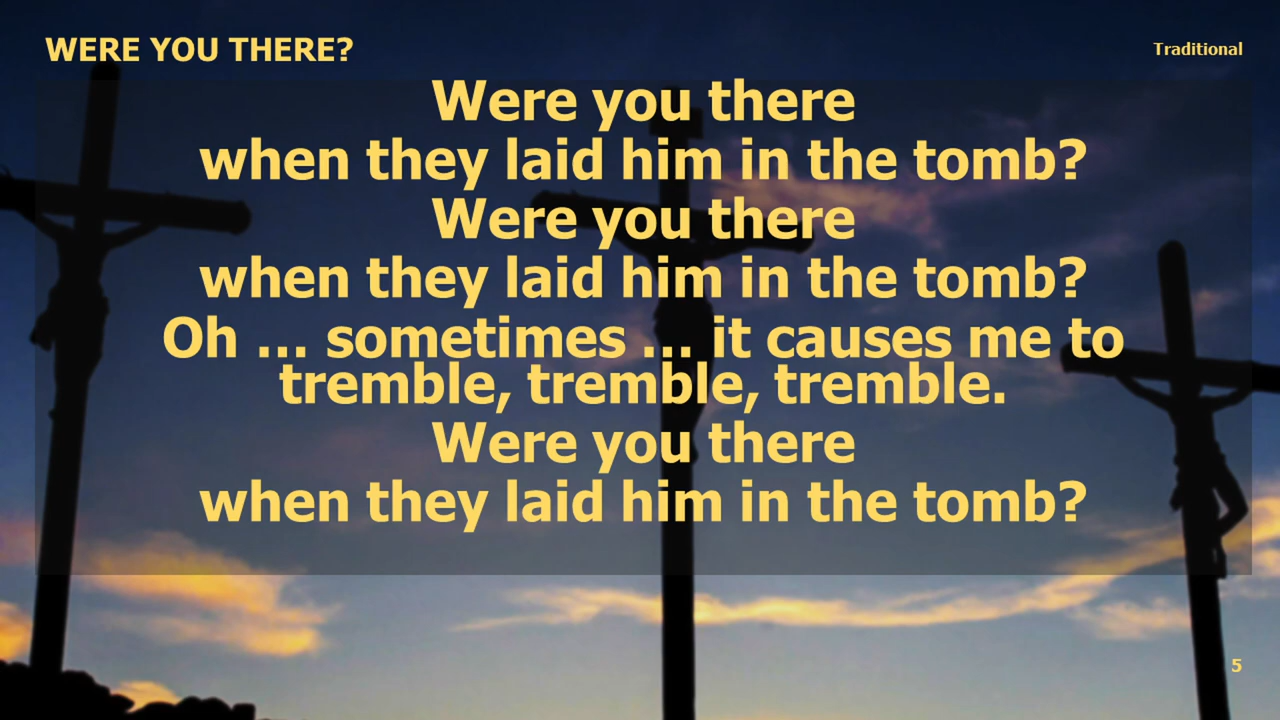 WERE YOU THERE?
Traditional
Were you there
when they laid him in the tomb?
Were you there
when they laid him in the tomb?
Oh … sometimes … it causes me to
tremble, tremble, tremble.
Were you there
when they laid him in the tomb?
5